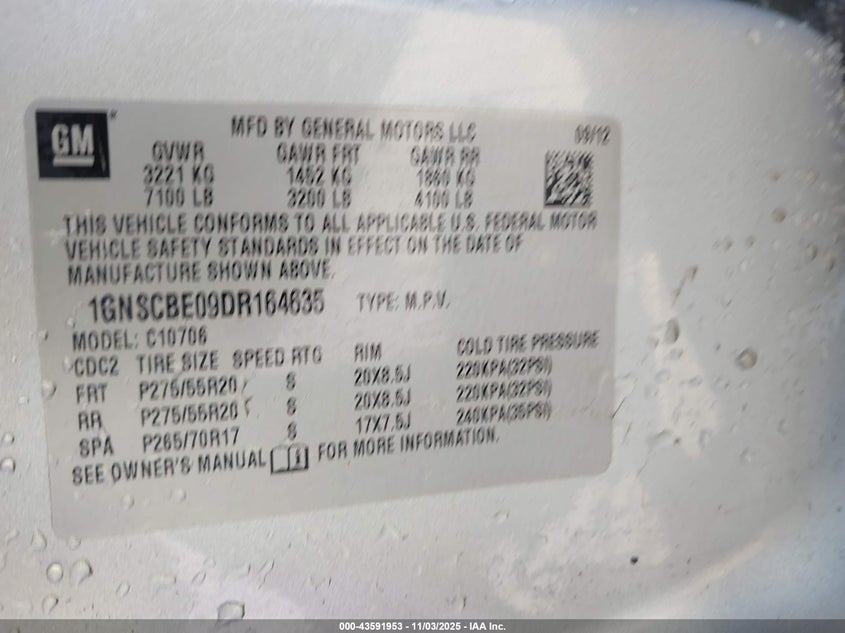 GM
MFD BY GENERAL MOTORS LLC 09/12
GVWR GAWR FRT GAWR RR
3221 KG 1452 KG 1860 KG
7100 LB 3200 LB 4100 LB
THIS VEHICLE CONFORMS TO ALL APPLICABLE U.S. FEDERAL MOTOR
VEHICLE SAFETY STANDARDS IN EFFECT ON THE DATE OF
MANUFACTURE SHOWN ABOVE.
1GNSCBE09DR164635 TYPE: M.P.V.
MODEL: C10706
CDC2 TIRE SIZE SPEED RTG RIM COLD TIRE PRESSURE
FRT P275/55R20 S 20X8.5J 220KPA(32PSI)
RR P275/55R20 S 20X8.5J 220KPA(32PSI)
SPA P265/70R17 S 17X7.5J 240KPA(35PSI)
SEE OWNER'S MANUAL FOR MORE INFORMATION.
000-43591953 - 11/03/2025 - IAA Inc.